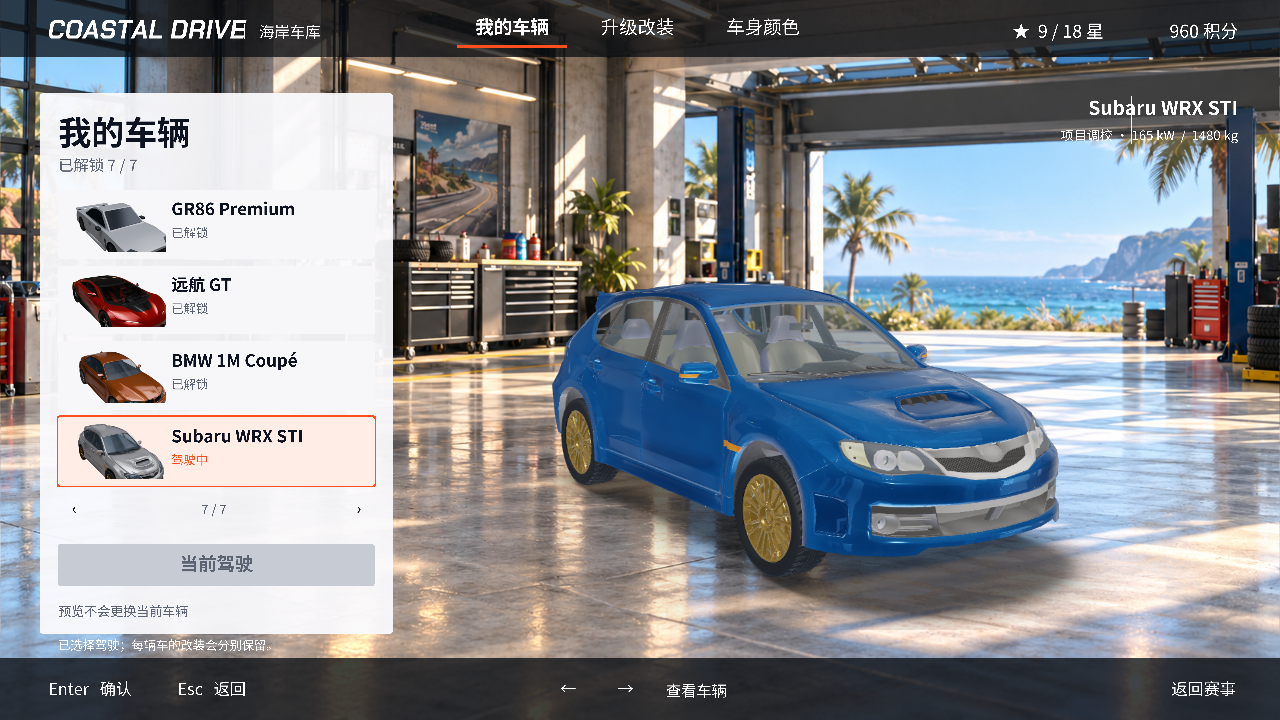 COASTAL DRIVE 海岸车库
我的车辆 升级改装 车身颜色
★ 9 / 18 星 960 积分
Subaru WRX STI
项目调校 · 165 kW / 1480 kg
我的车辆
已解锁 7 / 7
GR86 Premium
已解锁
远航 GT
已解锁
BMW 1M Coupé
已解锁
Subaru WRX STI
驾驶中
‹ 7 / 7 ›
当前驾驶
预览不会更换当前车辆
已选择驾驶；每辆车的改装会分别保留。
Enter 确认 Esc 返回 ← → 查看车辆 返回赛事